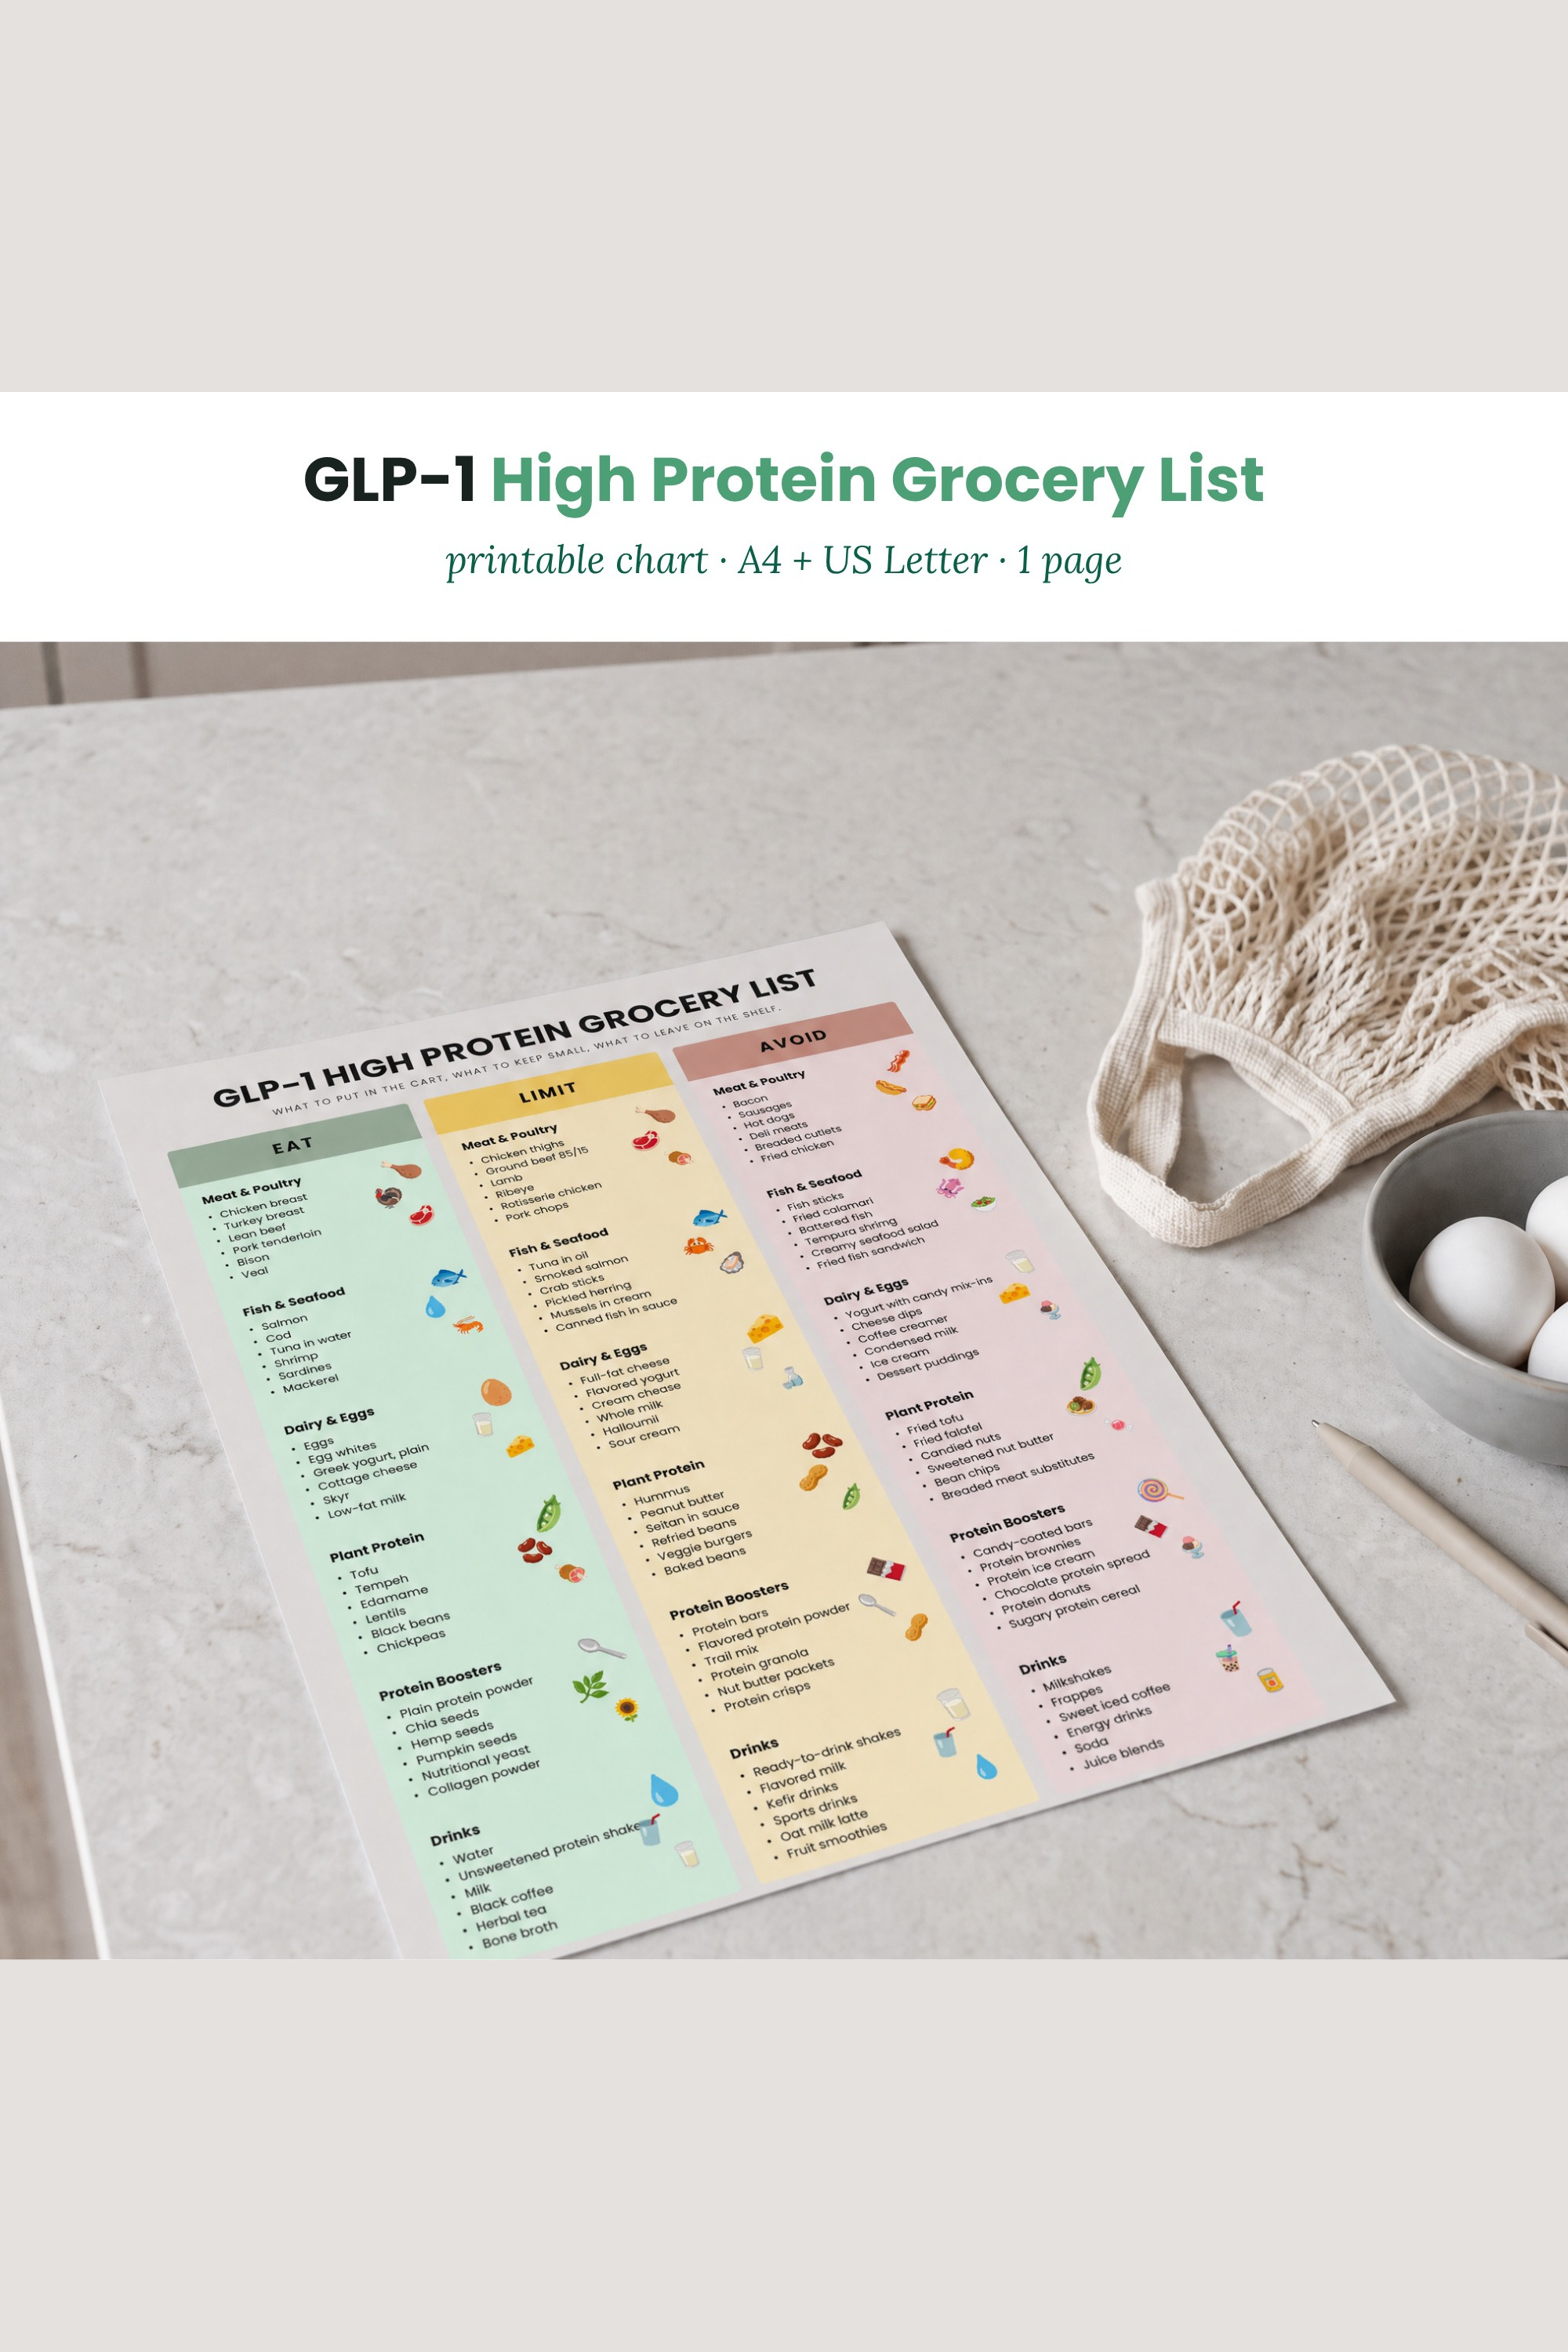 GLP-1 High Protein Grocery List
printable chart · A4 + US Letter · 1 page
GLP-1 HIGH PROTEIN GROCERY LIST
WHAT TO PUT IN THE CART, WHAT TO KEEP SMALL, WHAT TO LEAVE ON THE SHELF.
EAT
Meat & Poultry
• Chicken breast
• Turkey breast
• Lean beef
• Pork tenderloin
• Bison
• Veal
Fish & Seafood
• Salmon
• Cod
• Tuna in water
• Shrimp
• Sardines
• Mackerel
Dairy & Eggs
• Eggs
• Egg whites
• Greek yogurt, plain
• Cottage cheese
• Skyr
• Low-fat milk
Plant Protein
• Tofu
• Tempeh
• Edamame
• Lentils
• Black beans
• Chickpeas
Protein Boosters
• Plain protein powder
• Chia seeds
• Hemp seeds
• Pumpkin seeds
• Nutritional yeast
• Collagen powder
Drinks
• Water
• Unsweetened protein shake
• Milk
• Black coffee
• Herbal tea
• Bone broth
LIMIT
Meat & Poultry
• Chicken thighs
• Ground beef 85/15
• Lamb
• Ribeye
• Rotisserie chicken
• Pork chops
Fish & Seafood
• Tuna in oil
• Smoked salmon
• Crab sticks
• Pickled herring
• Mussels in cream
• Canned fish in sauce
Dairy & Eggs
• Full-fat cheese
• Flavored yogurt
• Cream chease
• Whole milk
• Halloumil
• Sour cream
Plant Protein
• Hummus
• Peanut butter
• Seitan in sauce
• Refried beans
• Veggie burgers
• Baked beans
Protein Boosters
• Protein bars
• Flavored protein powder
• Trail mix
• Protein granola
• Nut butter packets
• Protein crisps
Drinks
• Ready-to-drink shakes
• Flavored milk
• Kefir drinks
• Sports drinks
• Oat milk latte
• Fruit smoothies
AVOID
Meat & Poultry
• Bacon
• Sausages
• Hot dogs
• Deli meats
• Breaded cutlets
• Fried chicken
Fish & Seafood
• Fish sticks
• Fried calamari
• Battered fish
• Tempura shrimg
• Creamy seafood salad
• Fried fish sandwich
Dairy & Eggs
• Yogurt with candy mix-ins
• Cheese dips
• Coffee creamer
• Condensed milk
• Ice cream
• Dessert puddings
Plant Protein
• Fried tofu
• Fried falafel
• Candied nuts
• Sweetened nut butter
• Bean chips
• Breaded meat substitutes
Protein Boosters
• Candy-coated bars
• Protein brownies
• Protein ice cream
• Chocolate protein spread
• Protein donuts
• Sugary protein cereal
Drinks
• Milkshakes
• Frappes
• Sweet iced coffee
• Energy drinks
• Soda
• Juice blends